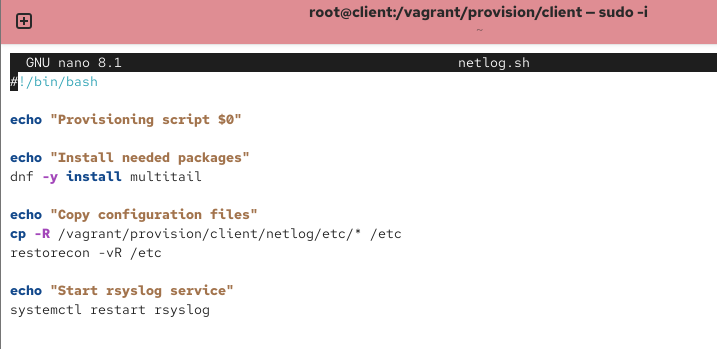 root@client:/vagrant/provision/client — sudo -i
~
GNU nano 8.1 netlog.sh
#!/bin/bash
echo "Provisioning script $0"
echo "Install needed packages"
dnf -y install multitail
echo "Copy configuration files"
cp -R /vagrant/provision/client/netlog/etc/* /etc
restorecon -vR /etc
echo "Start rsyslog service"
systemctl restart rsyslog